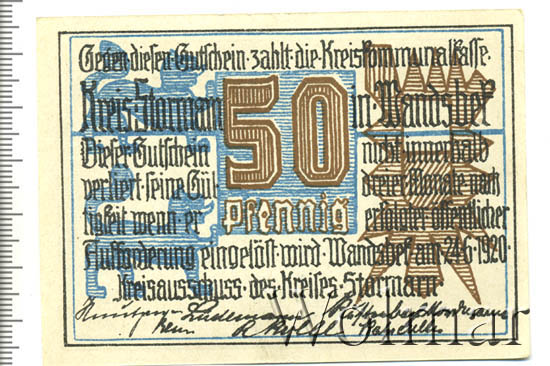 Gegen diesen Gutschein zahlt die Kreiskommunalkasse
Kreis Stormarn 50 in Wandsbek
Dieser Gutschein nicht innerhalb
verliert seine Gül- dreier Monate nach
tigkeit wenn er Pfennig erfolgter öffentlicher
Aufforderung eingelöst wird. Wandsbek am 24.6.1920.
Kreisausschuss des Kreises Stormarn